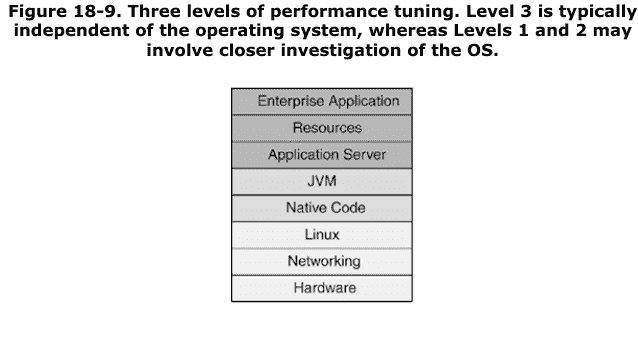 Figure 18-9. Three levels of performance tuning. Level 3 is typically
independent of the operating system, whereas Levels 1 and 2 may
involve closer investigation of the OS.
Enterprise Application
Resources
Application Server
JVM
Native Code
Linux
Networking
Hardware